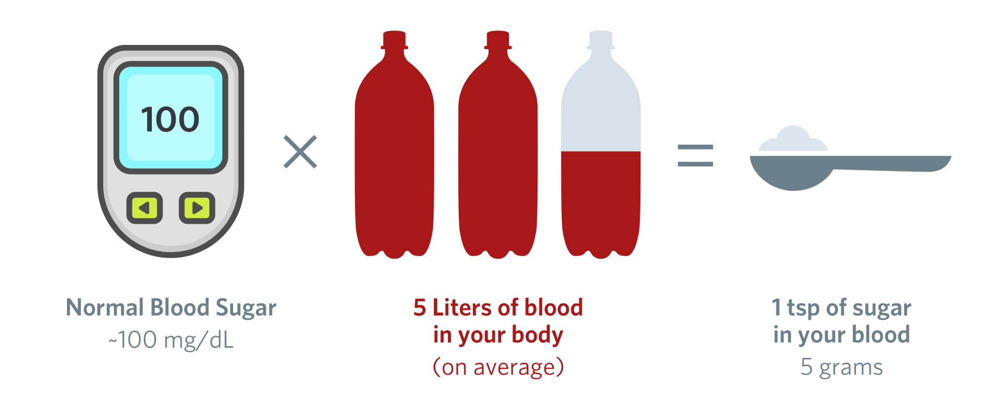 100
Normal Blood Sugar
~100 mg/dL
5 Liters of blood
in your body
(on average)
1 tsp of sugar
in your blood
5 grams